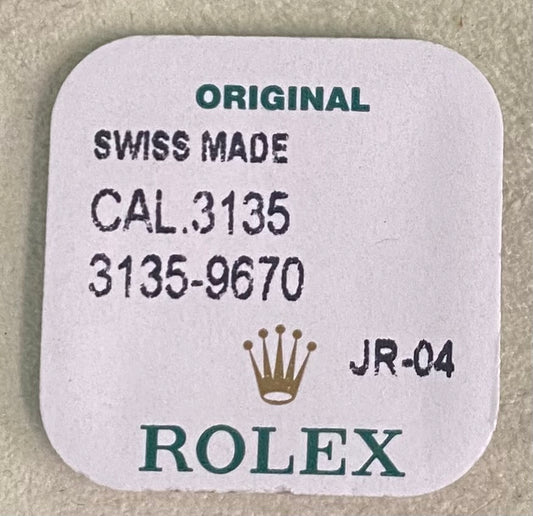 ORIGINAL
SWISS MADE
CAL.3135
3135-9670
JR-04
ROLEX